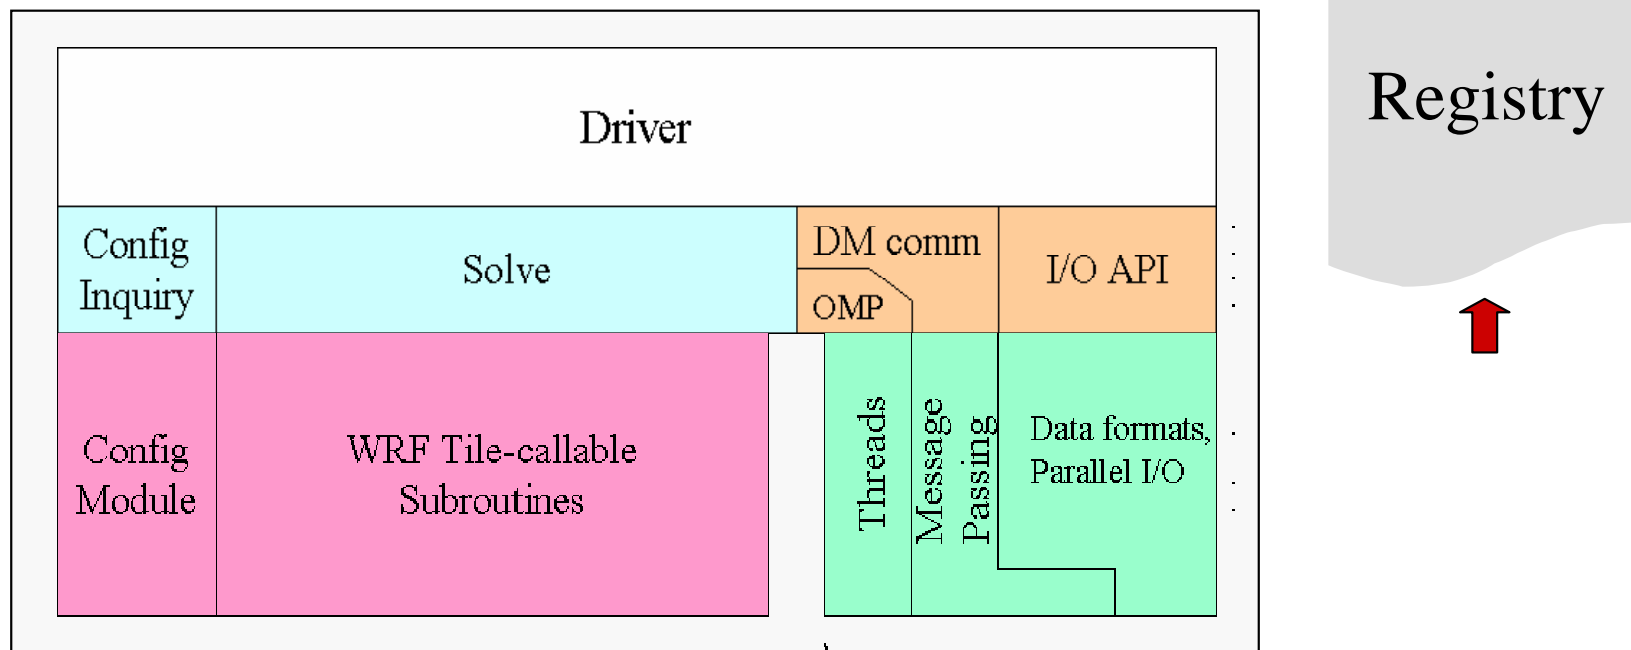 Registry
Driver
Config
Inquiry
Solve
DM comm
OMP
I/O API
Config
Module
WRF Tile-callable
Subroutines
Threads
Message
Passing
Data formats,
Parallel I/O